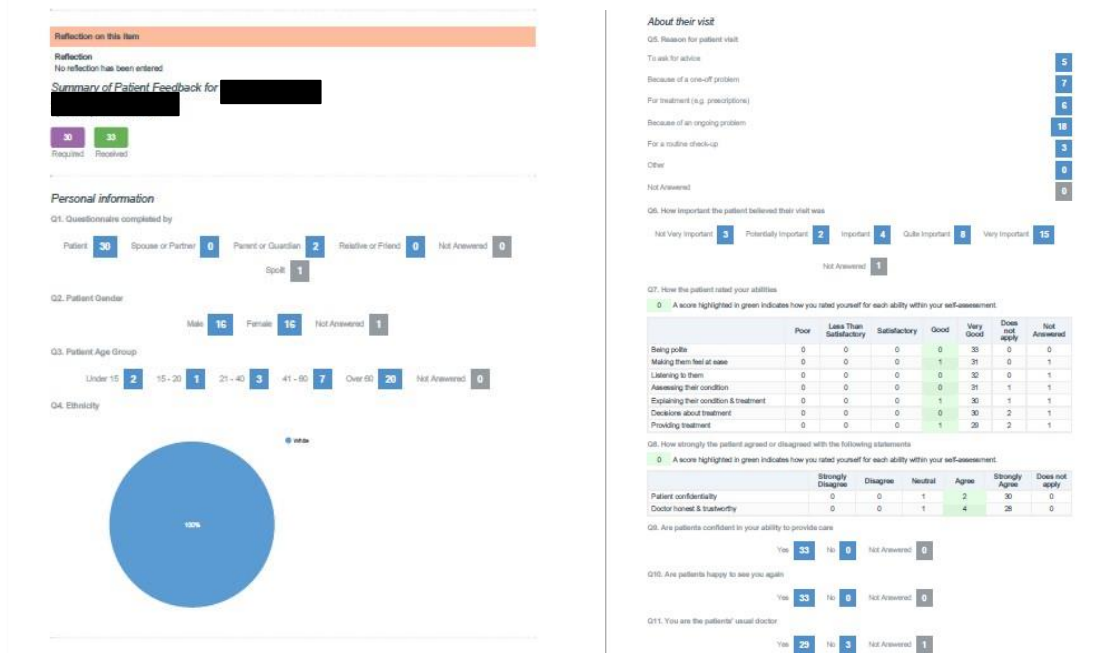 Reflection on this item
Reflection
No reflection has been entered
Summary of Patient Feedback for
30 33
Required Received
Personal information
Q1. Questionnaire completed by
Patient 30 Spouse or Partner 0 Parent or Guardian 2 Relative or Friend 0 Not Answered 0
Spoilt 1
Q2. Patient Gender
Male 16 Female 16 Not Answered 1
Q3. Patient Age Group
Under 15 2 15 - 20 1 21 - 40 3 41 - 60 7 Over 60 20 Not Answered 0
Q4. Ethnicity
White
100%
About their visit
Q5. Reason for patient visit
To ask for advice 5
Because of a one-off problem 7
For treatment (e.g. prescriptions) 6
Because of an ongoing problem 18
For a routine check-up 3
Other 0
Not Answered 0
Q6. How important the patient believed their visit was
Not Very Important 3 Potentially Important 2 Important 4 Quite Important 8 Very Important 15
Not Answered 1
Q7. How the patient rated your abilities
0 A score highlighted in green indicates how you rated yourself for each ability within your self-assessment.
Poor Less Than Satisfactory Satisfactory Good Very Good Does not apply Not Answered
Being polite 0 0 0 0 33 0 0
Making them feel at ease 0 0 0 1 31 0 1
Listening to them 0 0 0 0 32 0 1
Assessing their condition 0 0 0 0 31 1 1
Explaining their condition & treatment 0 0 0 1 30 1 1
Decisions about treatment 0 0 0 0 30 2 1
Providing treatment 0 0 0 1 29 2 1
Q8. How strongly the patient agreed or disagreed with the following statements
0 A score highlighted in green indicates how you rated yourself for each ability within your self-assessment.
Strongly Disagree Disagree Neutral Agree Strongly Agree Does not apply
Patient confidentiality 0 0 1 2 30 0
Doctor honest & trustworthy 0 0 1 4 28 0
Q9. Are patients confident in your ability to provide care
Yes 33 No 0 Not Answered 0
Q10. Are patients happy to see you again
Yes 33 No 0 Not Answered 0
Q11. You are the patients' usual doctor
Yes 29 No 3 Not Answered 1